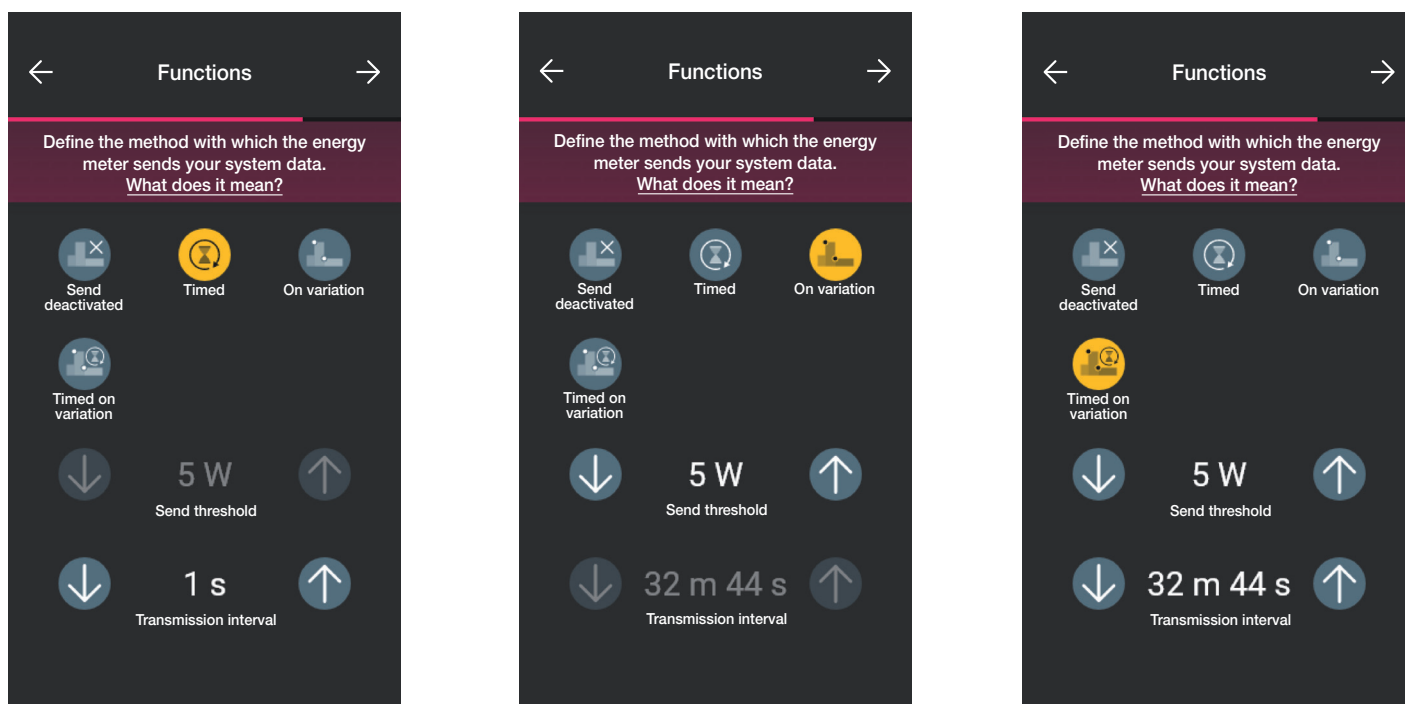 Functions
Define the method with which the energy
meter sends your system data.
What does it mean?
Send
deactivated
Timed
On variation
Timed on
variation
5 W
Send threshold
1 s
Transmission interval
Functions
Define the method with which the energy
meter sends your system data.
What does it mean?
Send
deactivated
Timed
On variation
Timed on
variation
5 W
Send threshold
32 m 44 s
Transmission interval
Functions
Define the method with which the energy
meter sends your system data.
What does it mean?
Send
deactivated
Timed
On variation
Timed on
variation
5 W
Send threshold
32 m 44 s
Transmission interval